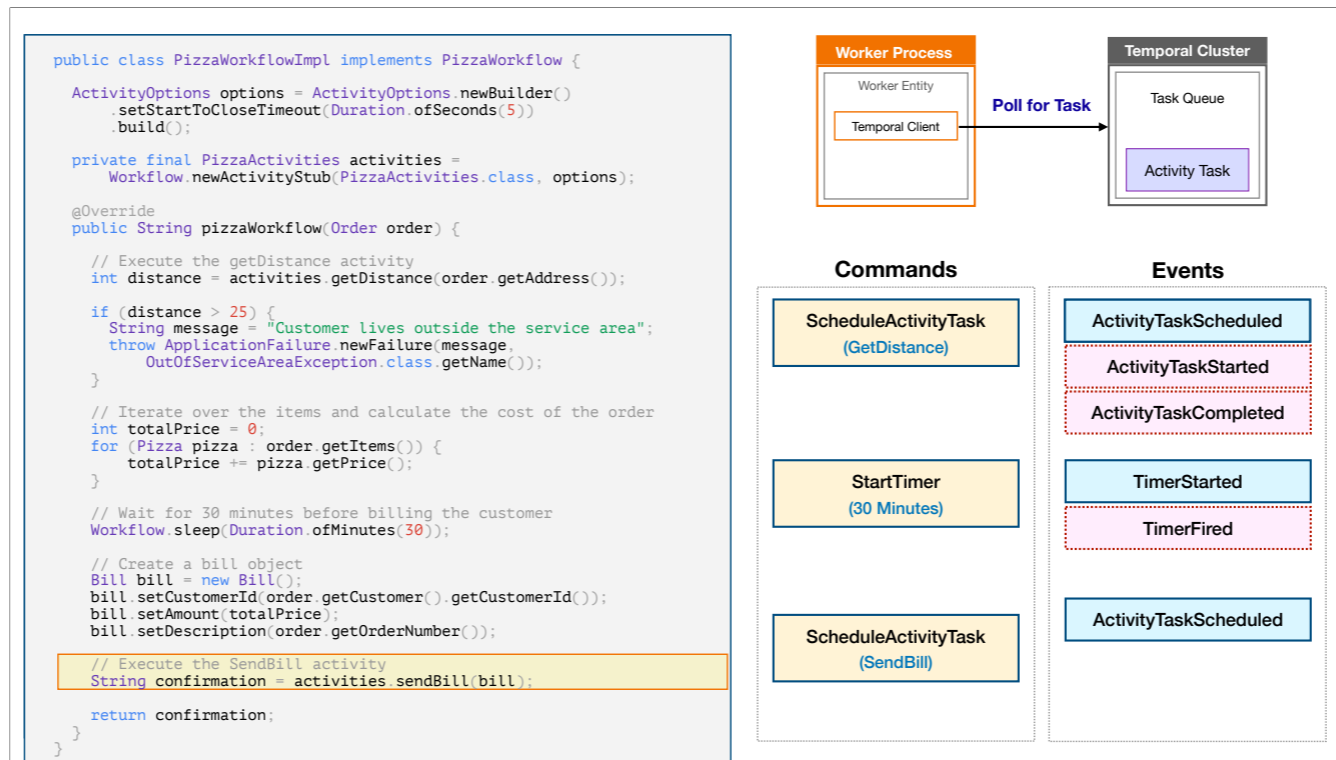 public class PizzaWorkflowImpl implements PizzaWorkflow {
ActivityOptions options = ActivityOptions.newBuilder()
.setStartToCloseTimeout(Duration.ofSeconds(5))
.build();
private final PizzaActivities activities =
Workflow.newActivityStub(PizzaActivities.class, options);
@Override
public String pizzaWorkflow(Order order) {
// Execute the getDistance activity
int distance = activities.getDistance(order.getAddress());
if (distance > 25) {
String message = "Customer lives outside the service area";
throw ApplicationFailure.newFailure(message,
OutOfServiceAreaException.class.getName());
}
// Iterate over the items and calculate the cost of the order
int totalPrice = 0;
for (Pizza pizza : order.getItems()) {
totalPrice += pizza.getPrice();
}
// Wait for 30 minutes before billing the customer
Workflow.sleep(Duration.ofMinutes(30));
// Create a bill object
Bill bill = new Bill();
bill.setCustomerId(order.getCustomer().getCustomerId());
bill.setAmount(totalPrice);
bill.setDescription(order.getOrderNumber());
// Execute the SendBill activity
String confirmation = activities.sendBill(bill);
return confirmation;
}
}
Worker Process
Worker Entity
Temporal Client
Poll for Task
Temporal Cluster
Task Queue
Activity Task
Commands
ScheduleActivityTask
(GetDistance)
StartTimer
(30 Minutes)
ScheduleActivityTask
(SendBill)
Events
ActivityTaskScheduled
ActivityTaskStarted
ActivityTaskCompleted
TimerStarted
TimerFired
ActivityTaskScheduled